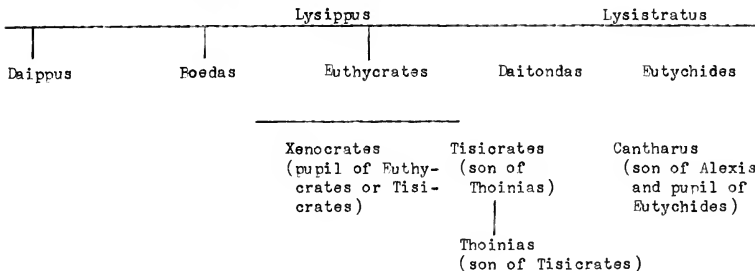 Lysippus Lysistratus
Daippus Boedas Euthycrates Daitondas Eutychides
Xenocrates Tisicrates Cantharus
(pupil of Euthy- (son of (son of Alexis
crates or Tisi- Thoinias) and pupil of
crates) Eutychides)
Thoinias
(son of Tisicrates)